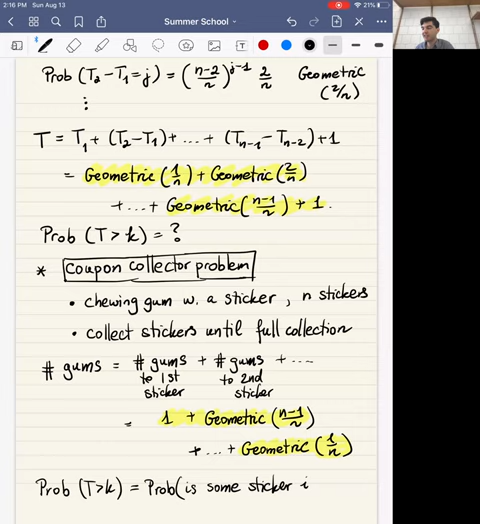 2:16 PM Sun Aug 13
21%
Summer School
Prob (T₂ - T₁ = j) = ((n-2)/n)^(j-1) 2/n Geometric
(2/n)
⋮
T = T₁ + (T₂ - T₁) + ... + (Tₙ₋₁ - Tₙ₋₂) + 1
= Geometric (1/n) + Geometric (2/n)
+ ... + Geometric ((n-1)/n) + 1.
Prob (T > k) = ?
* Coupon collector problem
• chewing gum w. a sticker, n stickers
• collect stickers until full collection
# gums = # gums + # gums + ....
to 1st to 2nd
sticker sticker
= 1 + Geometric ((n-1)/n)
+ ... + Geometric (1/n)
Prob (T > k) = Prob( is some sticker i